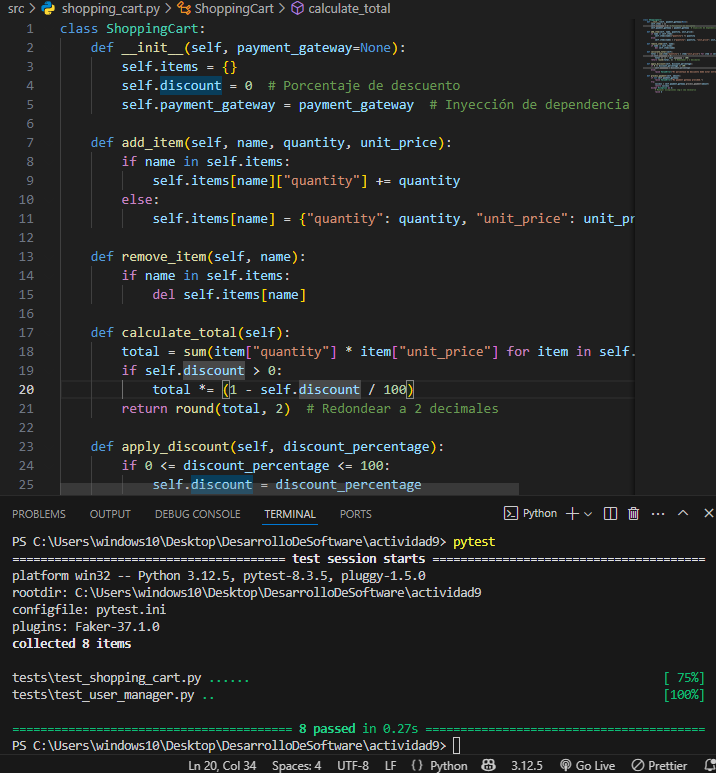 src > shopping_cart.py > ShoppingCart > calculate_total
1 class ShoppingCart:
2 def __init__(self, payment_gateway=None):
3 self.items = {}
4 self.discount = 0 # Porcentaje de descuento
5 self.payment_gateway = payment_gateway # Inyección de dependencia
6
7 def add_item(self, name, quantity, unit_price):
8 if name in self.items:
9 self.items[name]["quantity"] += quantity
10 else:
11 self.items[name] = {"quantity": quantity, "unit_price": unit_pr
12
13 def remove_item(self, name):
14 if name in self.items:
15 del self.items[name]
16
17 def calculate_total(self):
18 total = sum(item["quantity"] * item["unit_price"] for item in self.
19 if self.discount > 0:
20 total *= (1 - self.discount / 100)
21 return round(total, 2) # Redondear a 2 decimales
22
23 def apply_discount(self, discount_percentage):
24 if 0 <= discount_percentage <= 100:
25 self.discount = discount_percentage
PROBLEMS OUTPUT DEBUG CONSOLE TERMINAL PORTS Python
PS C:\Users\windows10\Desktop\DesarrolloDeSoftware\actividad9> pytest
===================================== test session starts =====================================
platform win32 -- Python 3.12.5, pytest-8.3.5, pluggy-1.5.0
rootdir: C:\Users\windows10\Desktop\DesarrolloDeSoftware\actividad9
configfile: pytest.ini
plugins: Faker-37.1.0
collected 8 items
tests\test_shopping_cart.py ...... [ 75%]
tests\test_user_manager.py .. [100%]
====================================== 8 passed in 0.27s ======================================
PS C:\Users\windows10\Desktop\DesarrolloDeSoftware\actividad9>
Ln 20, Col 34 Spaces: 4 UTF-8 LF {} Python 3.12.5 Go Live Prettier